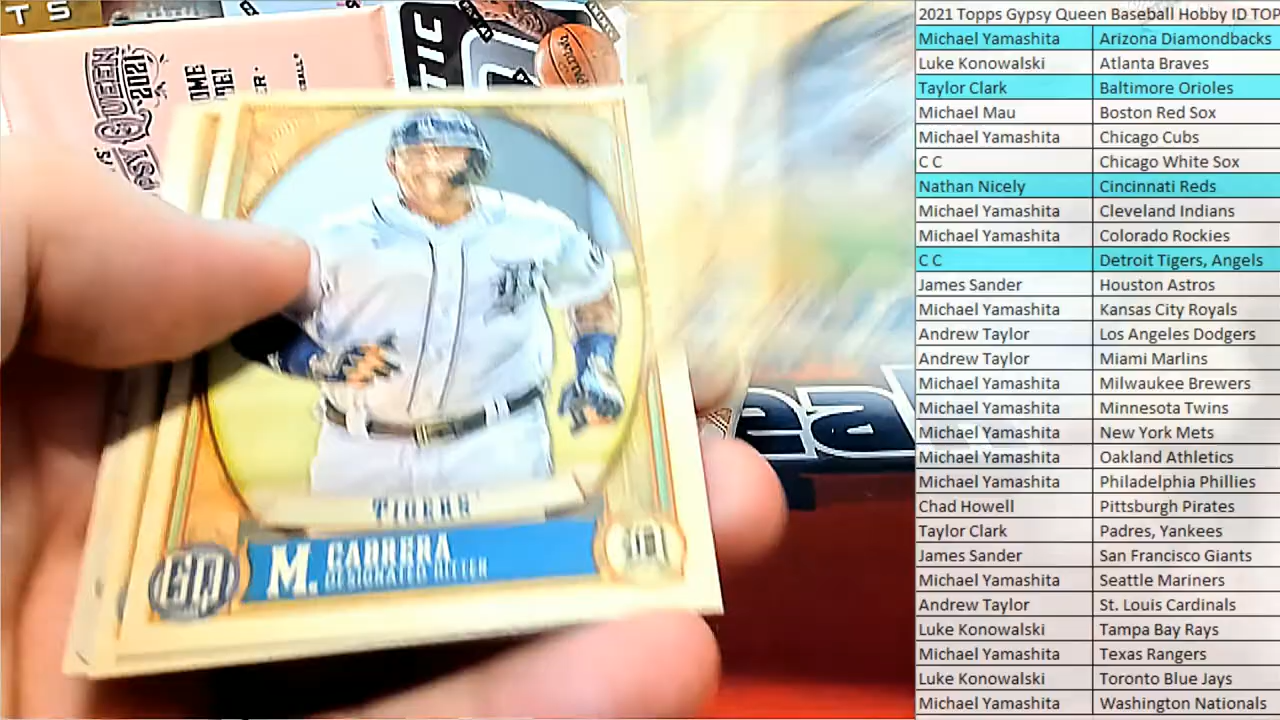 TS
QUEEN
2021
TIC
SPALDING
TIGERS
M. CABRERA
DESIGNATED HITTER
GQ
DH
2021 Topps Gypsy Queen Baseball Hobby ID TOP
Michael Yamashita Arizona Diamondbacks
Luke Konowalski Atlanta Braves
Taylor Clark Baltimore Orioles
Michael Mau Boston Red Sox
Michael Yamashita Chicago Cubs
C C Chicago White Sox
Nathan Nicely Cincinnati Reds
Michael Yamashita Cleveland Indians
Michael Yamashita Colorado Rockies
C C Detroit Tigers, Angels
James Sander Houston Astros
Michael Yamashita Kansas City Royals
Andrew Taylor Los Angeles Dodgers
Andrew Taylor Miami Marlins
Michael Yamashita Milwaukee Brewers
Michael Yamashita Minnesota Twins
Michael Yamashita New York Mets
Michael Yamashita Oakland Athletics
Michael Yamashita Philadelphia Phillies
Chad Howell Pittsburgh Pirates
Taylor Clark Padres, Yankees
James Sander San Francisco Giants
Michael Yamashita Seattle Mariners
Andrew Taylor St. Louis Cardinals
Luke Konowalski Tampa Bay Rays
Michael Yamashita Texas Rangers
Luke Konowalski Toronto Blue Jays
Michael Yamashita Washington Nationals